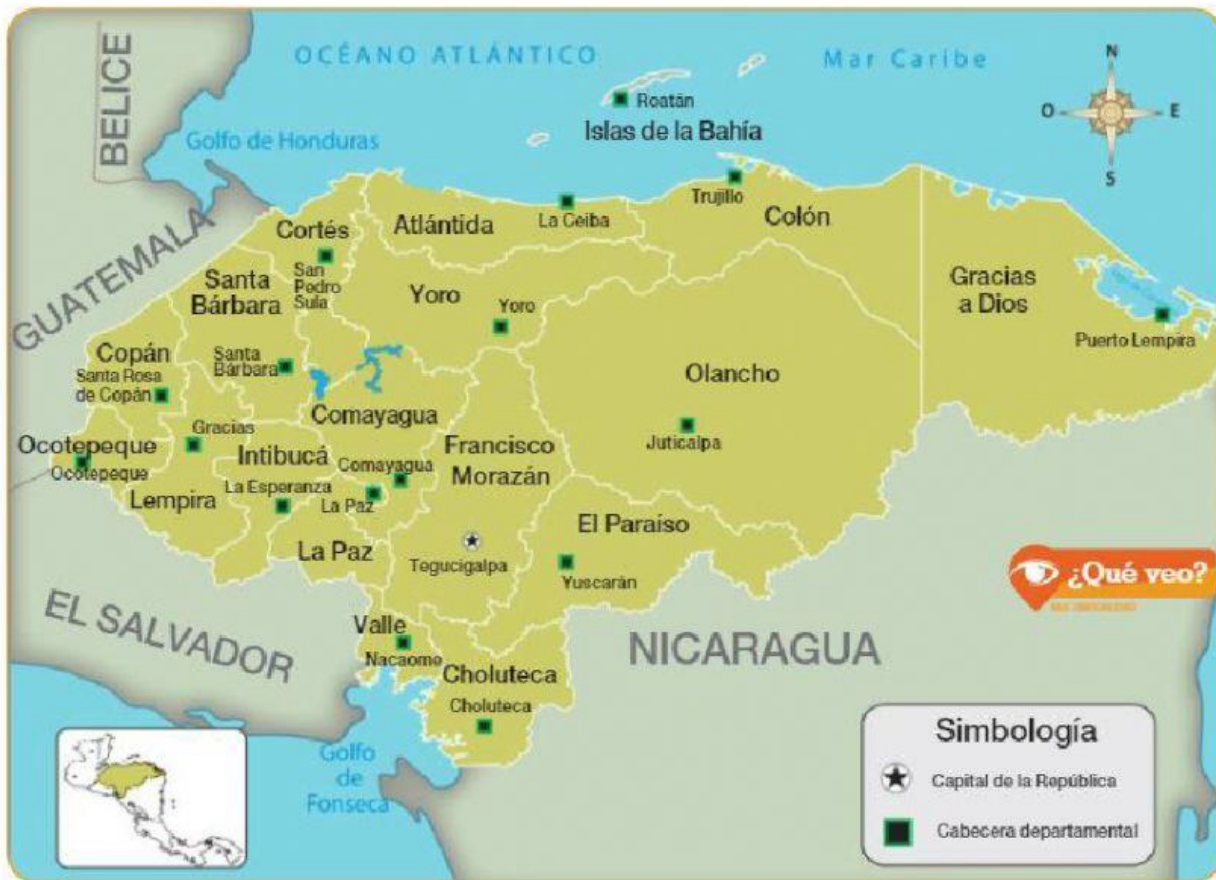 BELICE
OCÉANO ATLÁNTICO
Mar Caribe
N
O
E
S
Roatán
Islas de la Bahía
Golfo de Honduras
GUATEMALA
Trujillo
Cortés
Atlántida
La Ceiba
Colón
San
Pedro
Sula
Santa
Bárbara
Yoro
Yoro
Gracias
a Dios
Puerto Lempira
Copán
Santa
Bárbara
Santa Rosa
de Copán
Olancho
Comayagua
Juticalpa
Ocotepeque
Ocotepeque
Gracias
Intibucá
Comayagua
Francisco
Morazán
Lempira
La Esperanza
La Paz
La Paz
El Paraíso
Tegucigalpa
Yuscarán
¿Qué veo?
EL SALVADOR
Valle
Nacaome
NICARAGUA
Choluteca
Choluteca
Golfo
de
Fonseca
Simbología
Capital de la República
Cabecera departamental